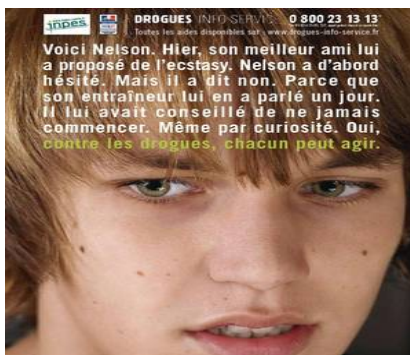 inpes
DROGUES INFO SERVICE 0 800 23 13 13
Toutes les aides disponibles sur www.drogues-info-service.fr
Voici Nelson. Hier, son meilleur ami lui
a proposé de l'ecstasy. Nelson a d'abord
hésité. Mais il a dit non. Parce que
son entraîneur lui en a parlé un jour.
Il lui avait conseillé de ne jamais
commencer. Même par curiosité. Oui,
contre les drogues, chacun peut agir.